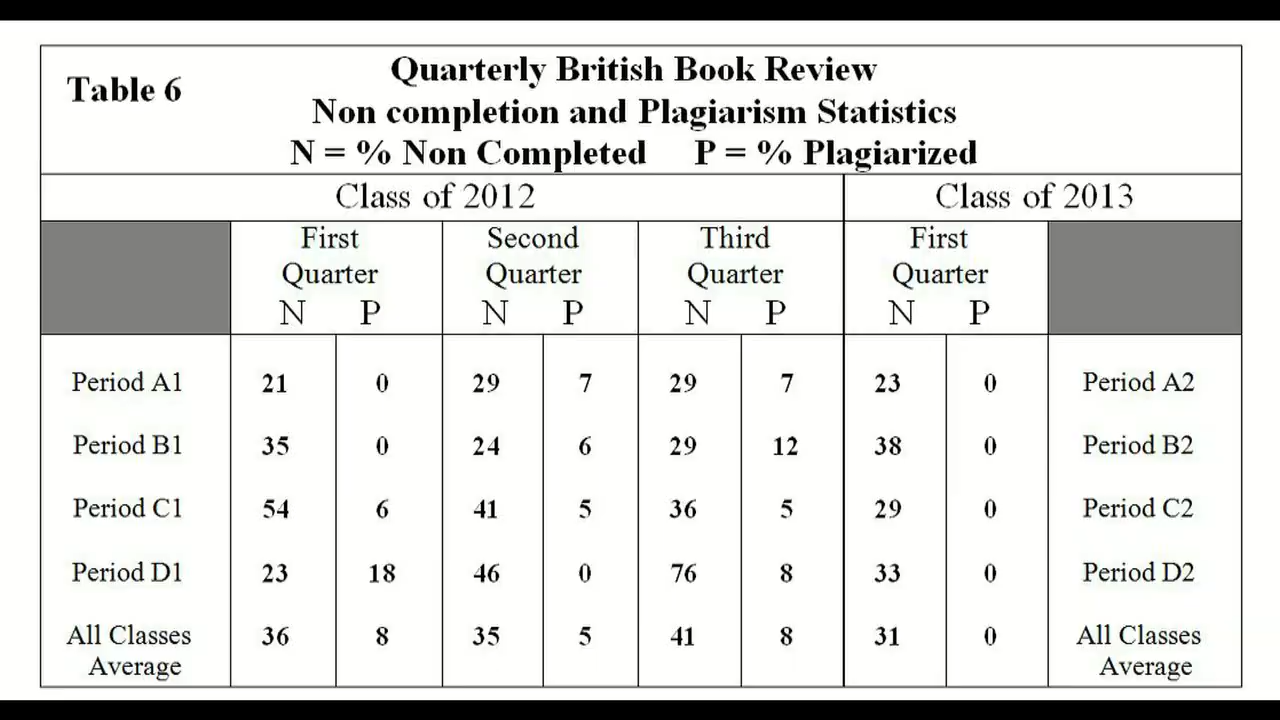 Table 6
Quarterly British Book Review
Non completion and Plagiarism Statistics
N = % Non Completed P = % Plagiarized
Class of 2012 Class of 2013
First Second Third First
Quarter Quarter Quarter Quarter
N P N P N P N P
Period A1 21 0 29 7 29 7 23 0 Period A2
Period B1 35 0 24 6 29 12 38 0 Period B2
Period C1 54 6 41 5 36 5 29 0 Period C2
Period D1 23 18 46 0 76 8 33 0 Period D2
All Classes 36 8 35 5 41 8 31 0 All Classes
Average Average